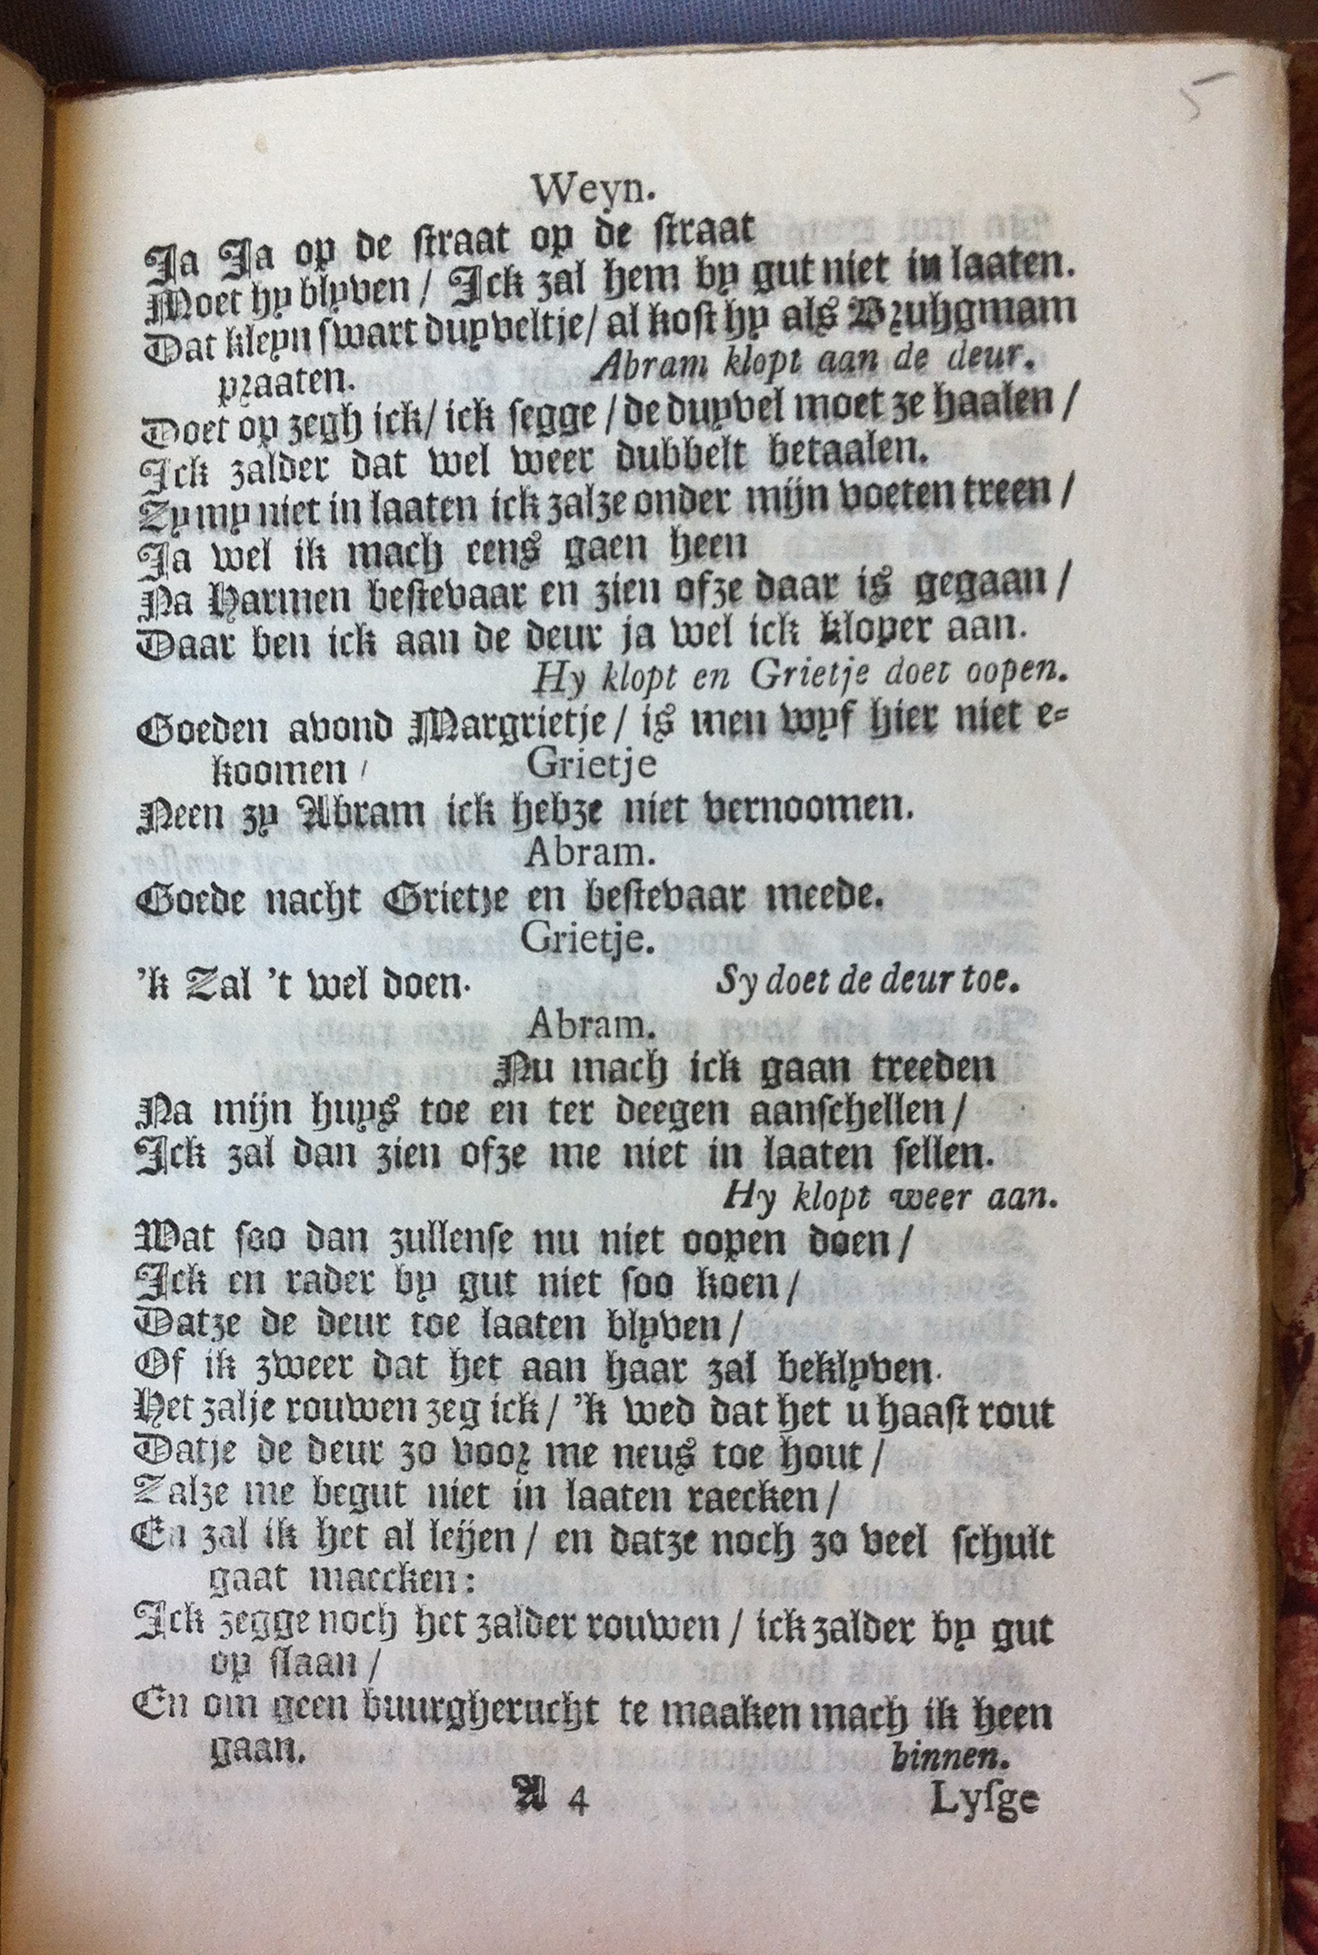 5
Weyn.
Ja Ja op de straat op de straat
Moet hy blyven / Ick zal hem by gut niet in laaten.
Dat kleyn swart duyveltje / al kost hy als Bruhgmam
praaten. Abram klopt aan de deur.
Doet op zegh ick / ick segge / de duyvel moet ze haalen /
Ick zalder dat wel weer dubbelt betaalen.
Zy my niet in laaten ick zalze onder mijn voeten treen /
Ja wel ik mach eens gaen heen
Na Harmen bestevaar en zien ofze daar is gegaan /
Daar ben ick aan de deur ja wel ick kloper aan.
Hy klopt en Grietje doet oopen.
Goeden avond Margrietje / is men wyf hier niet e-
koomen / Grietje
Neen zy Abram ick hebze niet vernoomen.
Abram.
Goede nacht Grietje en bestevaar meede.
Grietje.
'k Zal 't wel doen. Sy doet de deur toe.
Abram.
Nu mach ick gaan treeden
Na mijn huys toe en ter deegen aanschellen /
Ick zal dan zien ofze me niet in laaten sellen.
Hy klopt weer aan.
Wat soo dan zullense nu niet oopen doen /
Ick en rader by gut niet soo koen /
Datze de deur toe laaten blyven /
Of ik zweer dat het aan haar zal beklyven.
Het zalje rouwen zeg ick / 'k wed dat het u haast rout
Datje de deur zo voor me neus toe hout /
Zalze me begut niet in laaten raecken /
En zal ik het al leijen / en datze noch zo veel schult
gaat maecken:
Ick zegge noch het zalder rouwen / ick zalder by gut
op slaan /
En om geen buurgherucht te maaken mach ik heen
gaan. binnen.
A 4 Lysge